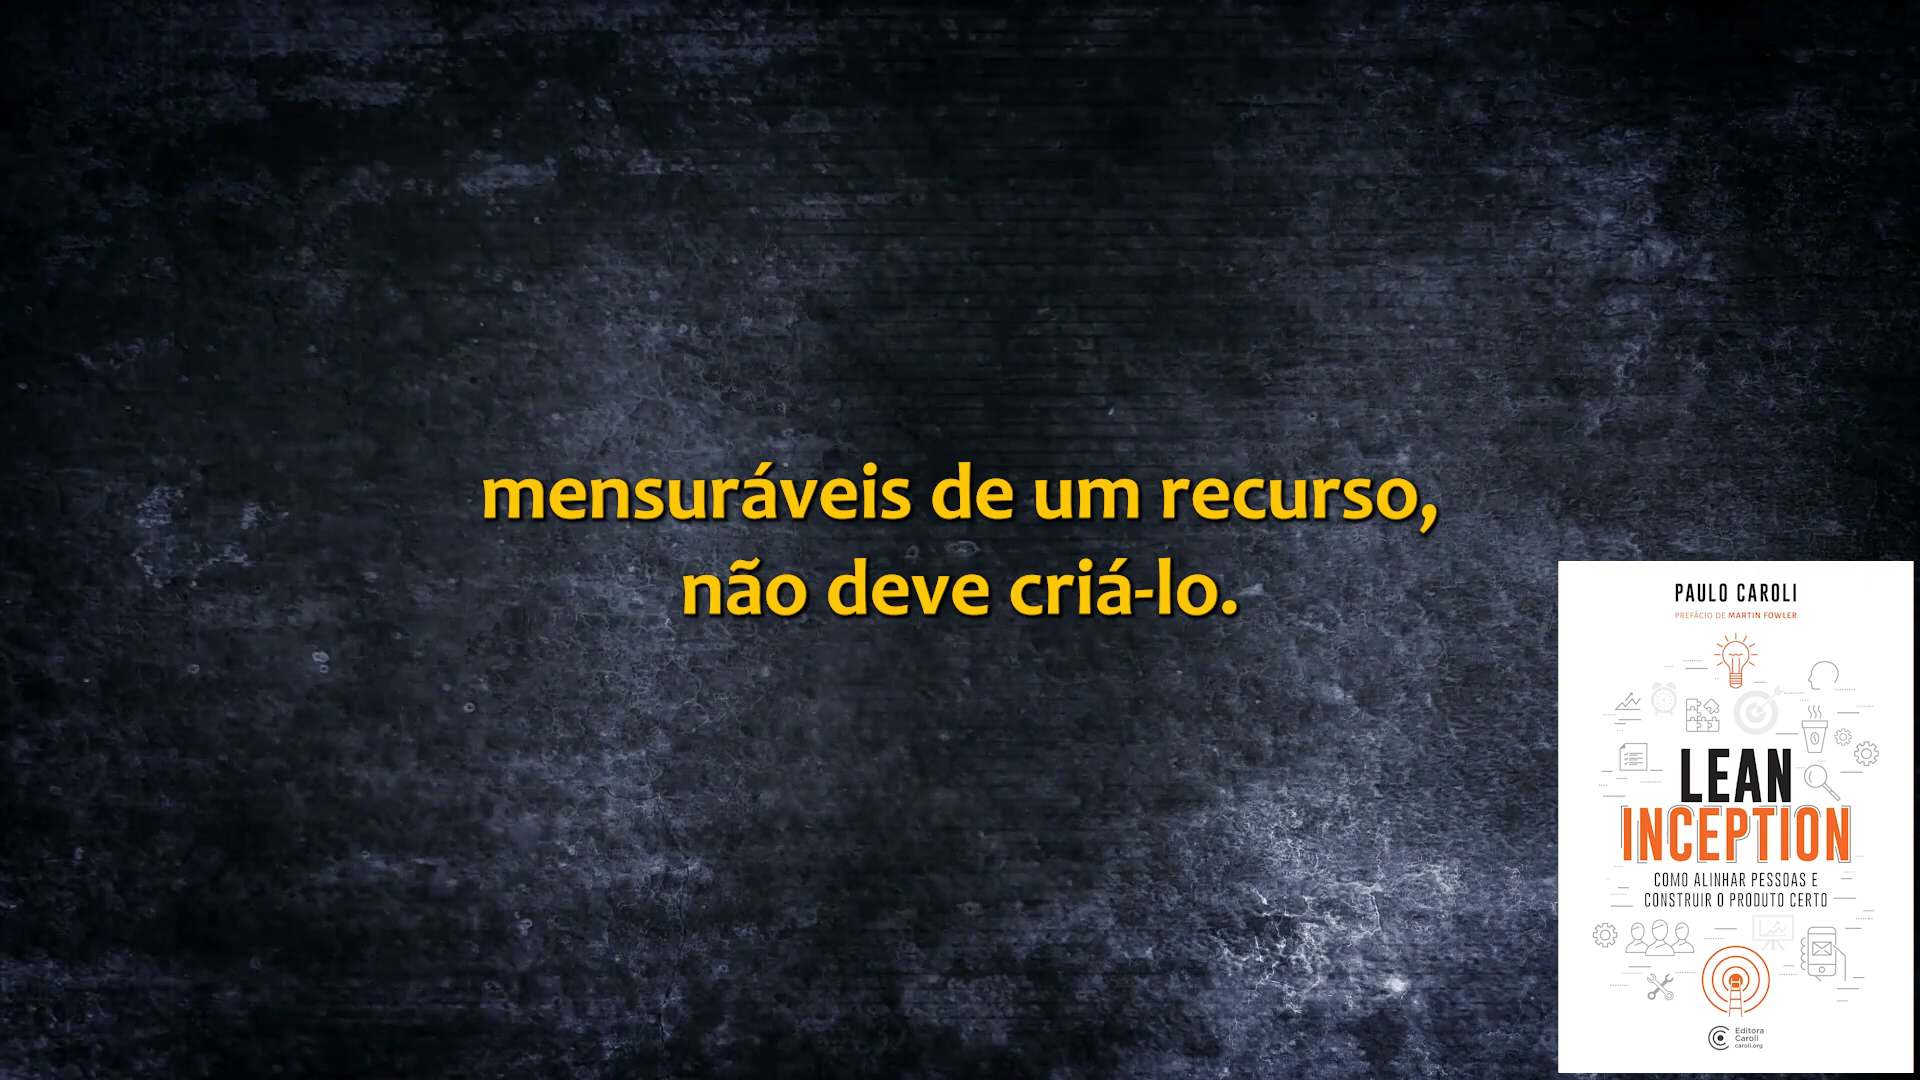 mensuráveis de um recurso,
não deve criá-lo.
PAULO CAROLI
PREFÁCIO DE MARTIN FOWLER
LEAN
INCEPTION
COMO ALINHAR PESSOAS E
CONSTRUIR O PRODUTO CERTO
Editora
Caroli
caroli.org